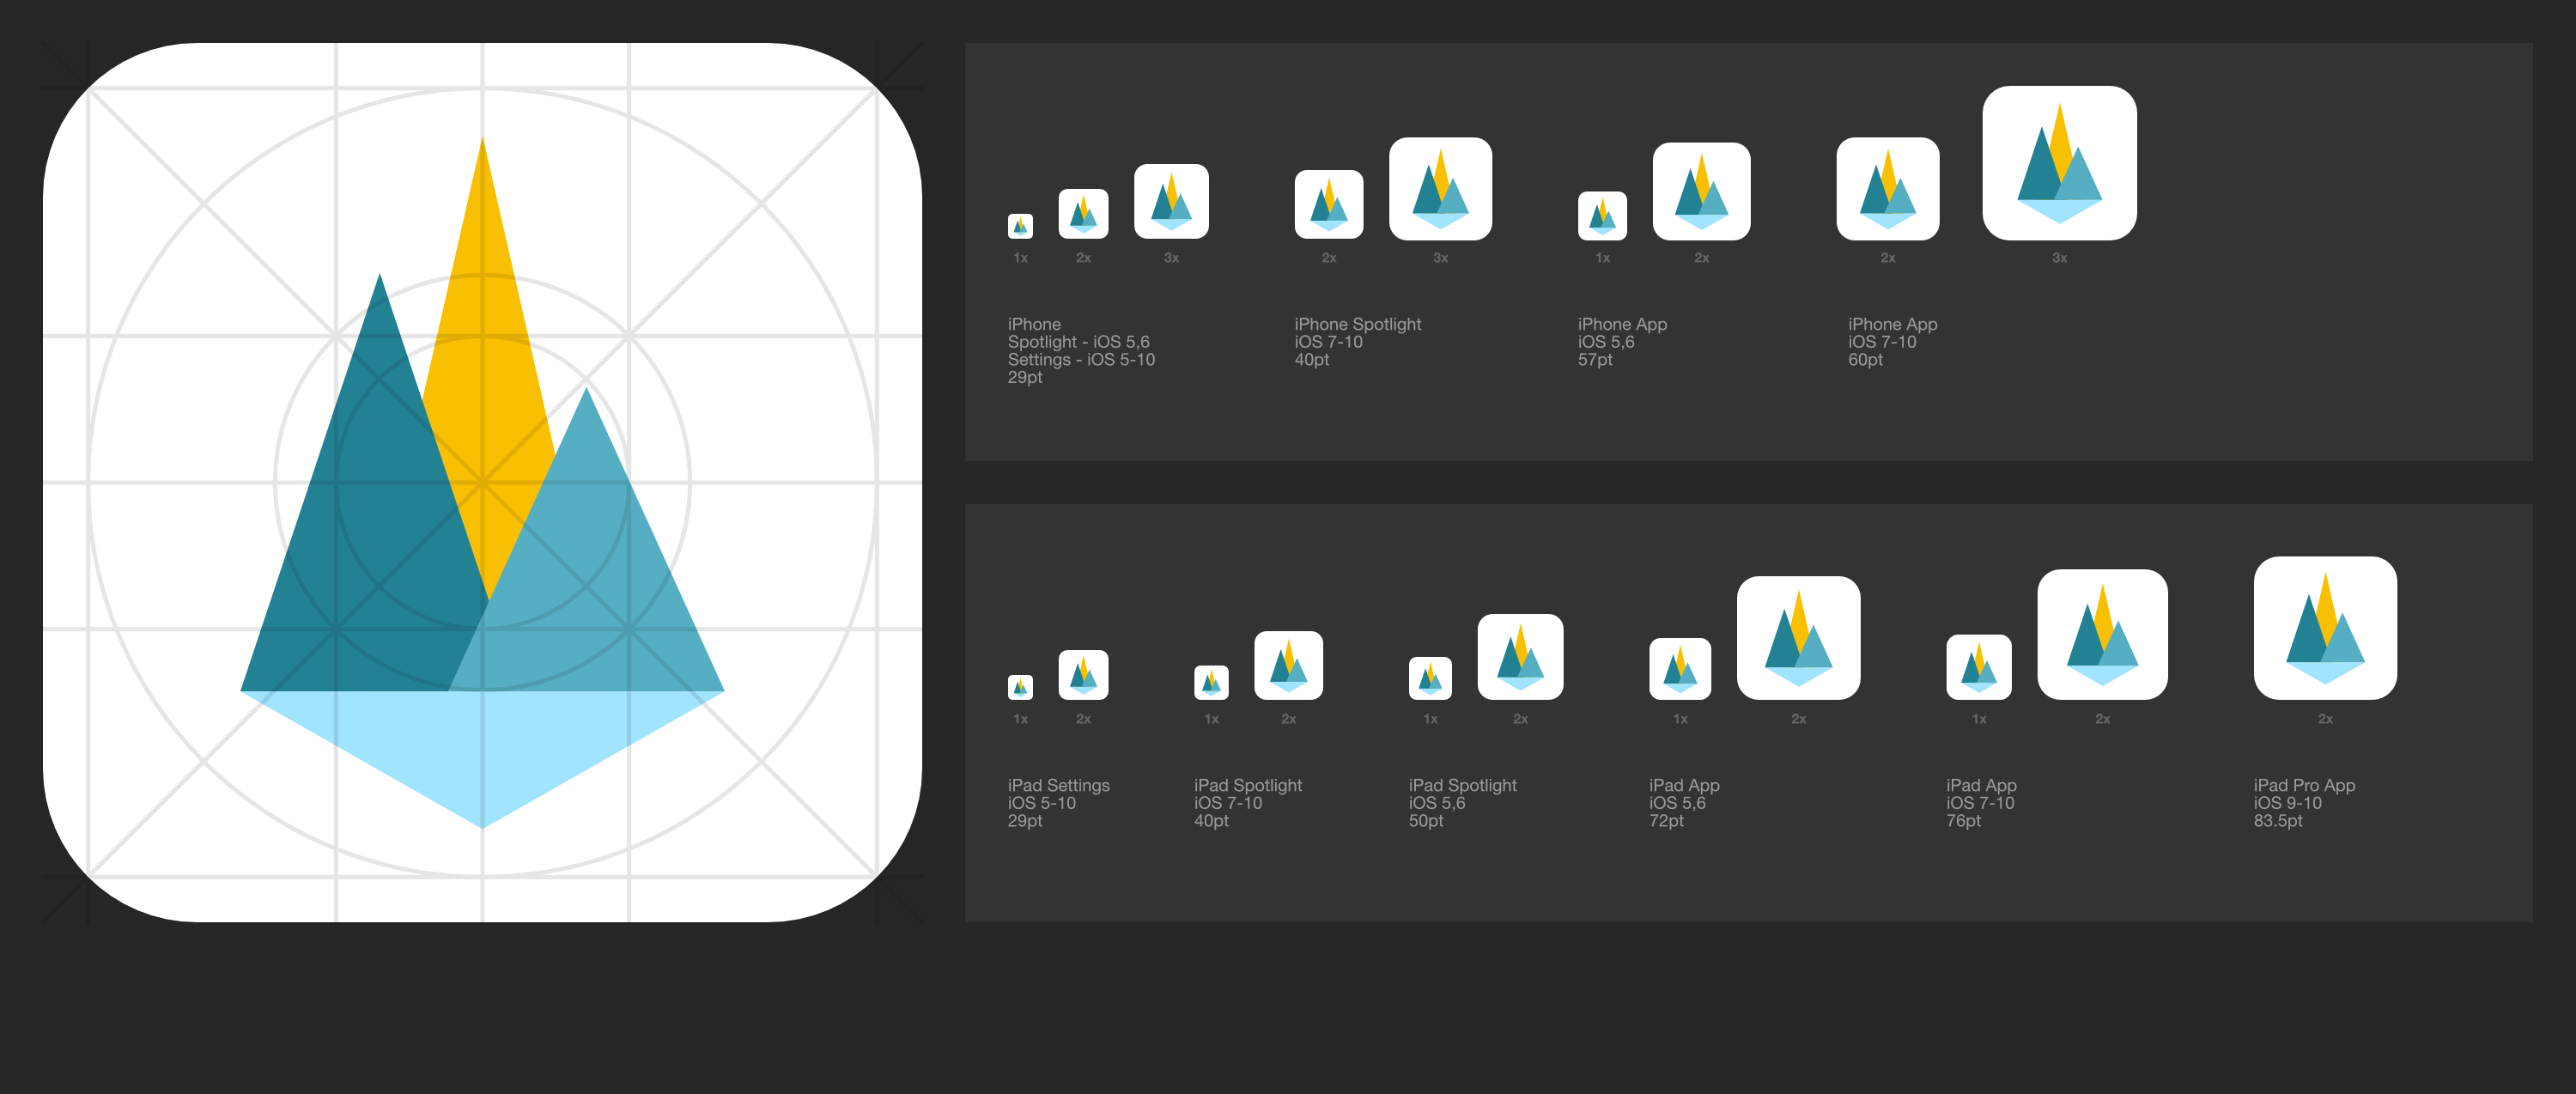 1x
2x
3x
2x
3x
1x
2x
2x
3x
iPhone
Spotlight - iOS 5,6
Settings - iOS 5-10
29pt
iPhone Spotlight
iOS 7-10
40pt
iPhone App
iOS 5,6
57pt
iPhone App
iOS 7-10
60pt
1x
2x
1x
2x
1x
2x
1x
2x
1x
2x
2x
iPad Settings
iOS 5-10
29pt
iPad Spotlight
iOS 7-10
40pt
iPad Spotlight
iOS 5,6
50pt
iPad App
iOS 5,6
72pt
iPad App
iOS 7-10
76pt
iPad Pro App
iOS 9-10
83.5pt